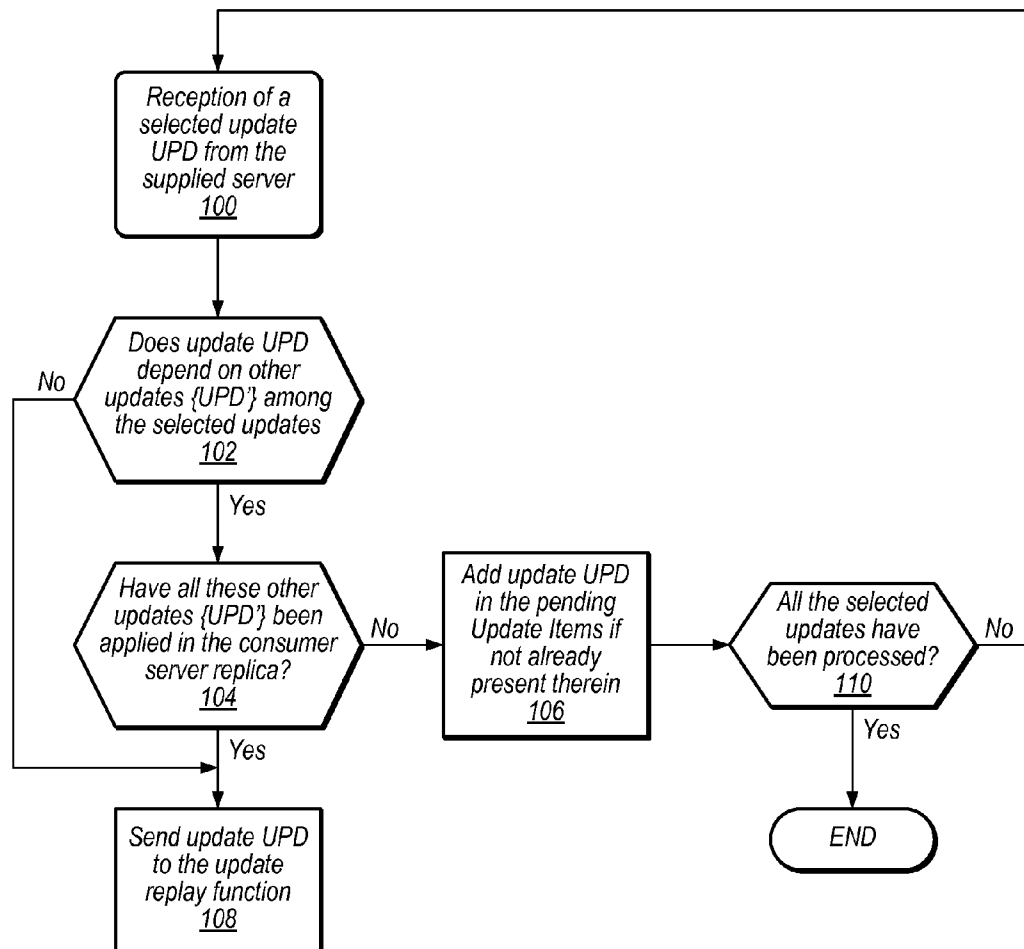 Reception of a
selected update
UPD from the
supplied server
100
Does update UPD
depend on other
updates {UPD'} among
the selected updates
102
No
Yes
Have all these other
updates {UPD'} been
applied in the consumer
server replica?
104
No
Yes
Add update UPD
in the pending
Update Items if
not already
present therein
106
All the selected
updates have
been processed?
110
No
Yes
Send update UPD
to the update
replay function
108
END